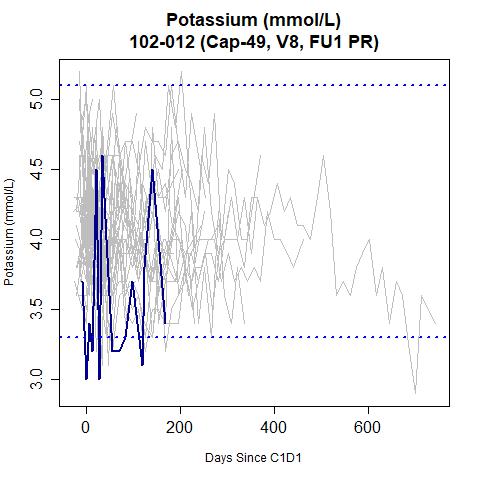 Potassium (mmol/L)
102-012 (Cap-49, V8, FU1 PR)
Potassium (mmol/L)
5.0
4.5
4.0
3.5
3.0
0 200 400 600
Days Since C1D1